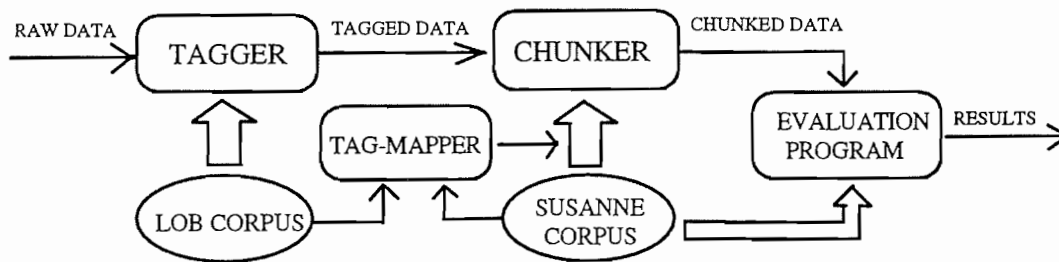 RAW DATA
TAGGER
TAGGED DATA
CHUNKER
CHUNKED DATA
TAG-MAPPER
EVALUATION
PROGRAM
RESULTS
LOB CORPUS
SUSANNE
CORPUS